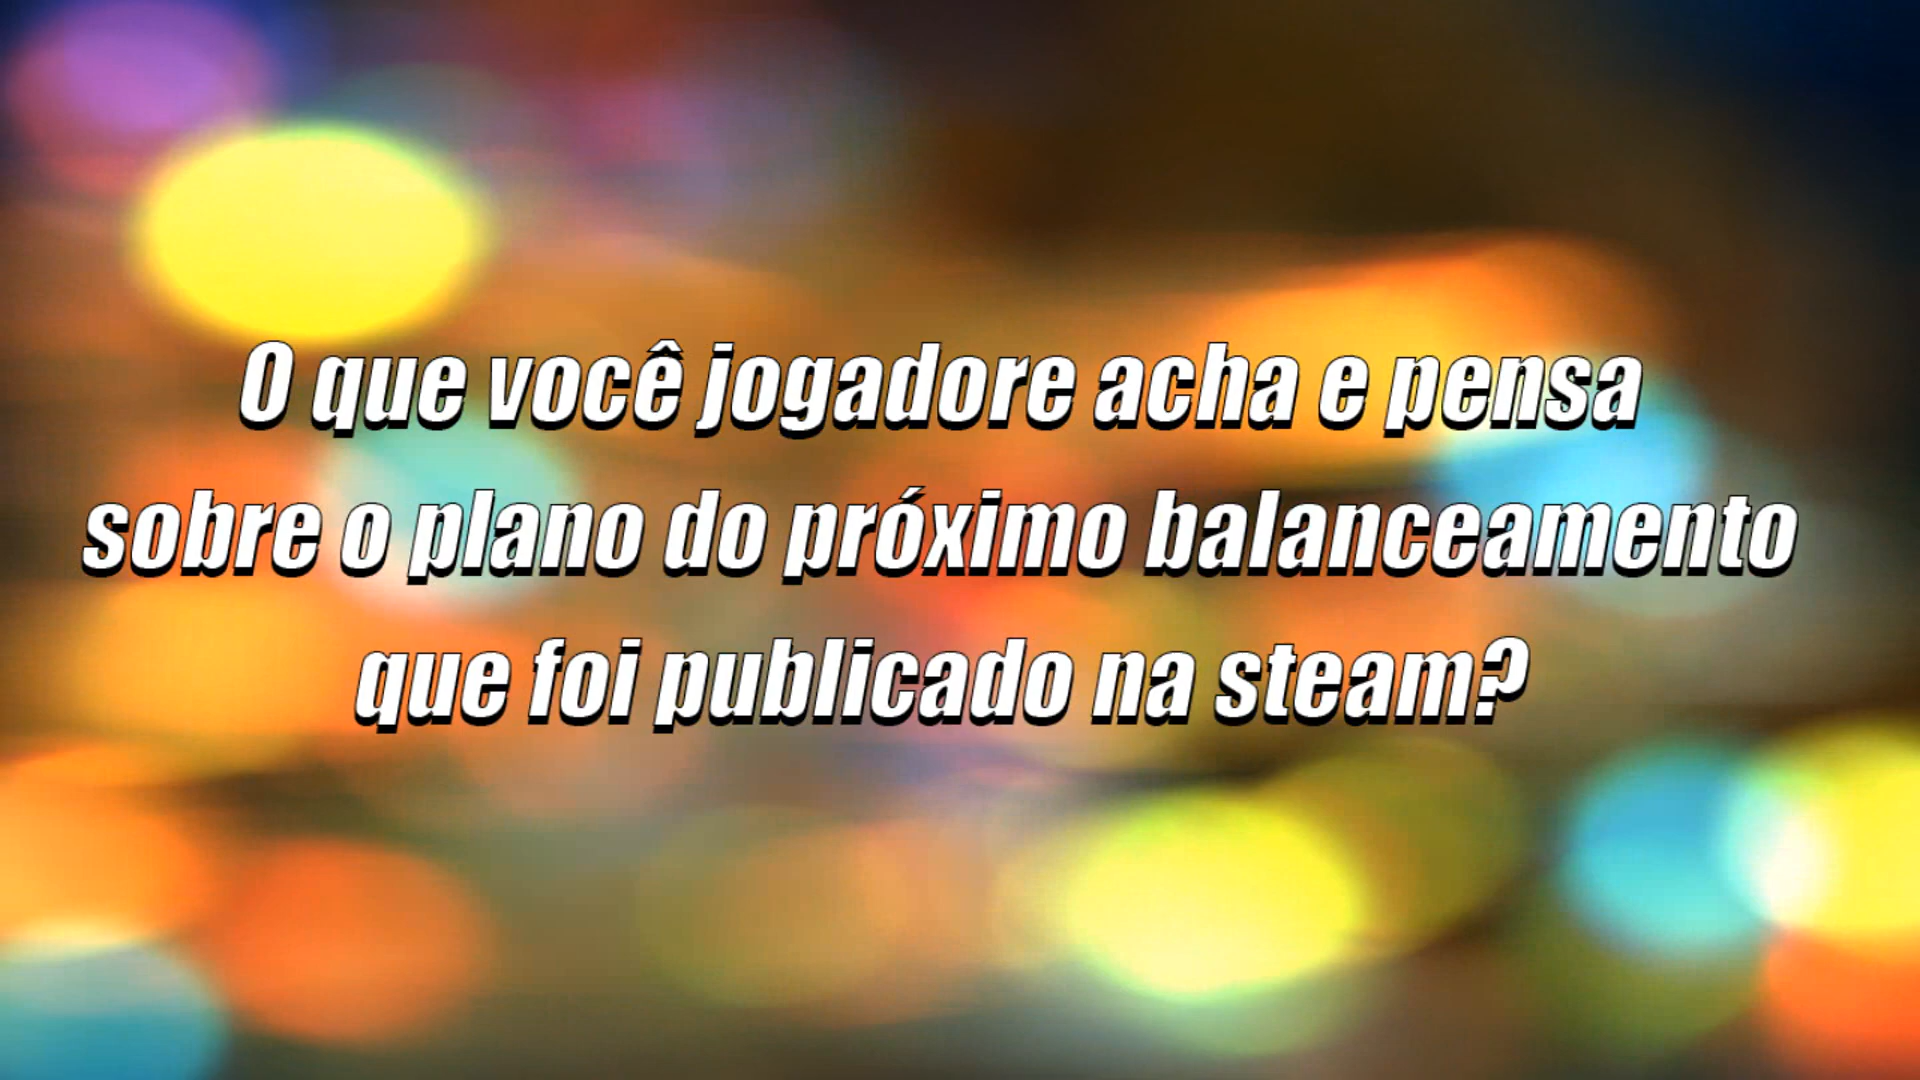 O que você jogadore acha e pensa
sobre o plano do próximo balanceamento
que foi publicado na steam?